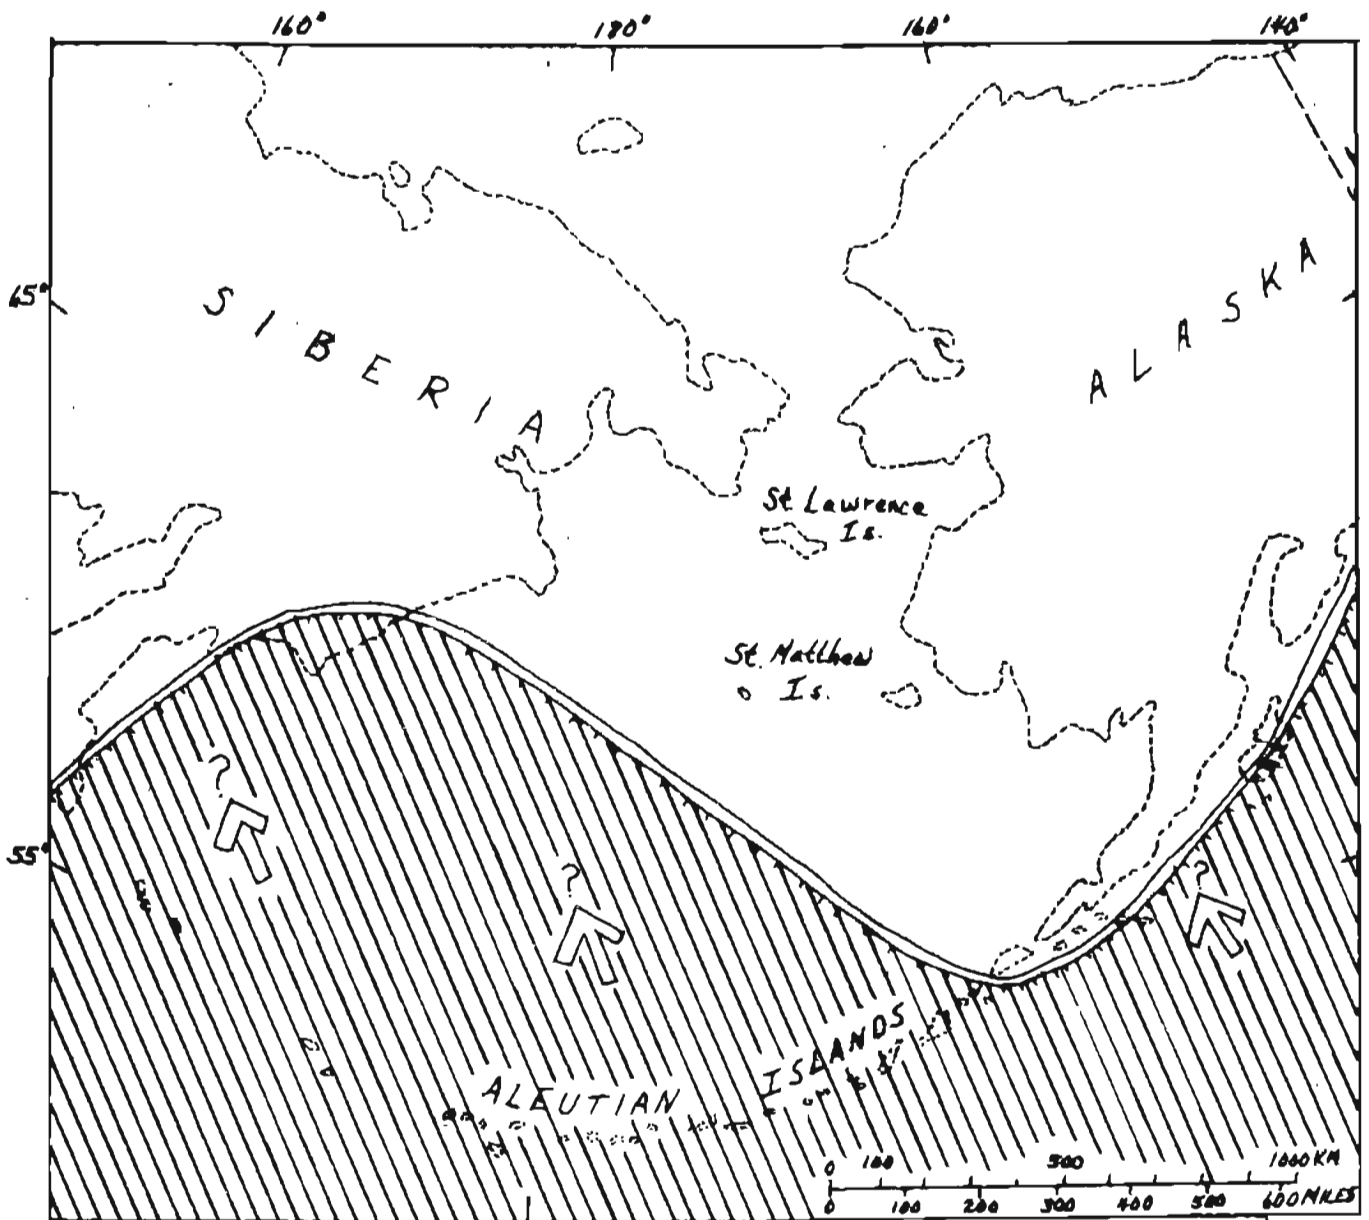 160° 180° 160° 140°
65°
SIBERIA
ALASKA
St Lawrence
Is.
St. Matthew
Is.
?
55°
?
?
ALEUTIAN ISLANDS
0 100 500 1000 KM
0 100 200 300 400 500 600 MILES